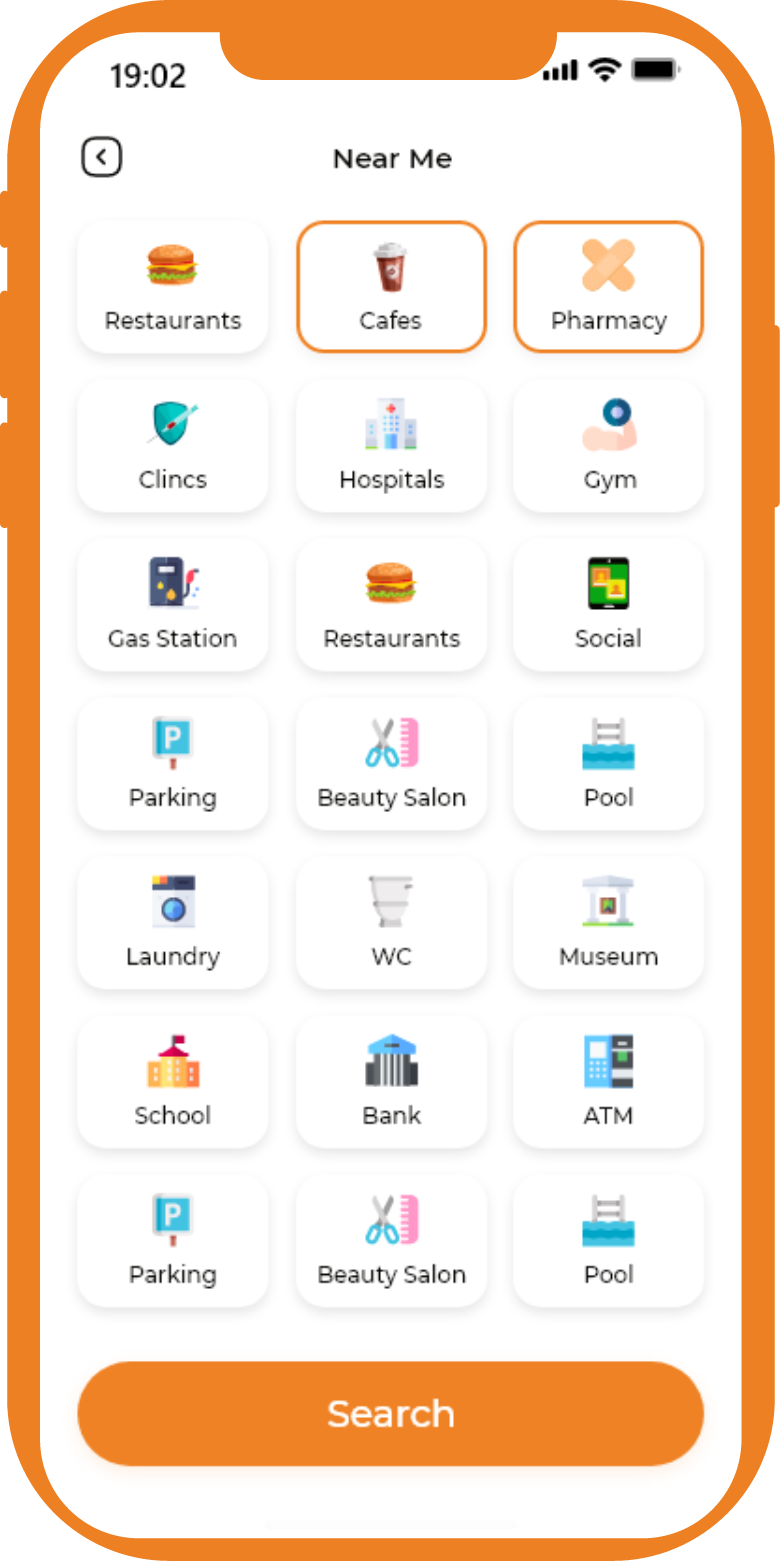 19:02
Near Me
Restaurants
Cafes
Pharmacy
Clincs
Hospitals
Gym
Gas Station
Restaurants
Social
P
Parking
Beauty Salon
Pool
Laundry
WC
Museum
School
Bank
ATM
P
Parking
Beauty Salon
Pool
Search